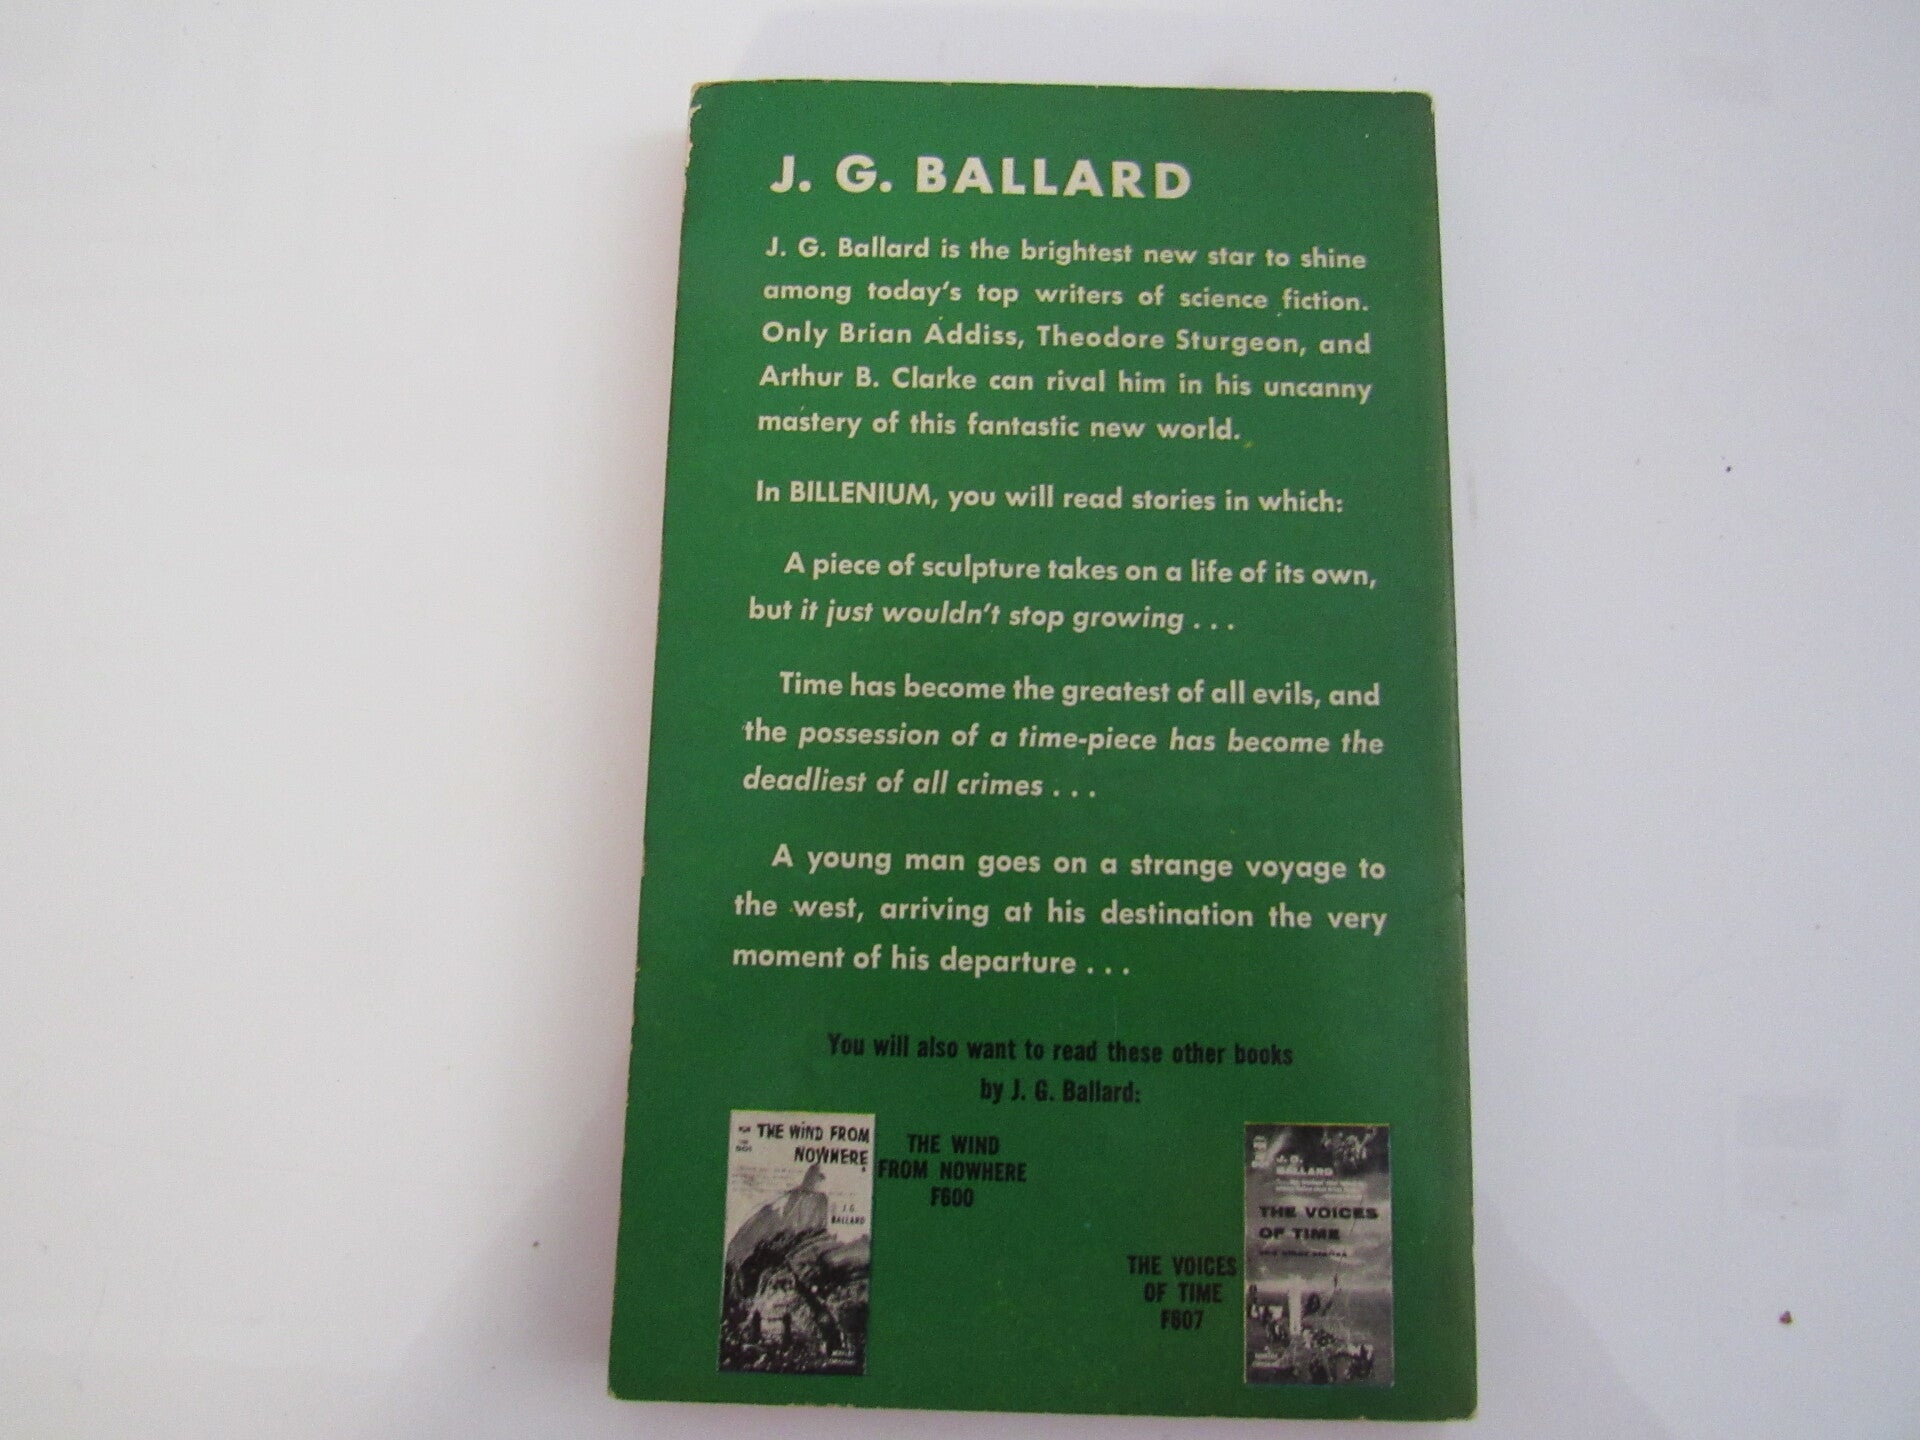 J. G. BALLARD
J. G. Ballard is the brightest new star to shine
among today's top writers of science fiction.
Only Brian Addiss, Theodore Sturgeon, and
Arthur B. Clarke can rival him in his uncanny
mastery of this fantastic new world.
In BILLENIUM, you will read stories in which:
A piece of sculpture takes on a life of its own,
but it just wouldn't stop growing . . .
Time has become the greatest of all evils, and
the possession of a time-piece has become the
deadliest of all crimes . . .
A young man goes on a strange voyage to
the west, arriving at his destination the very
moment of his departure . . .
You will also want to read these other books
by J. G. Ballard:
THE WIND FROM
NOWHERE
J. G.
BALLARD
THE WIND
FROM NOWHERE
F600
THE VOICES
OF TIME
F607
J. G.
BALLARD
THE VOICES
OF TIME
and other stories